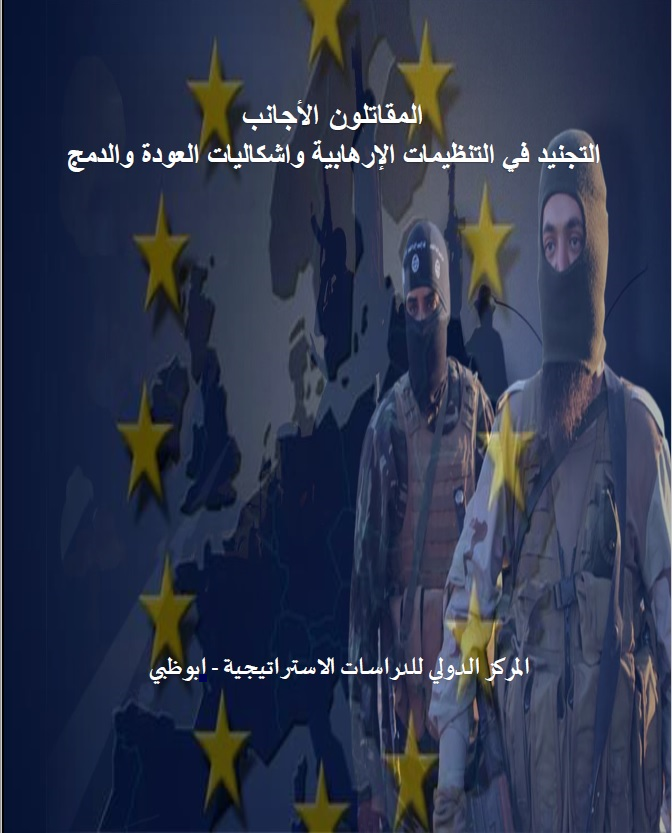 المقاتلون الأجانب
التجنيد في التنظيمات الإرهابية واشكاليات العودة والدمج
المركز الدولي للدراسات الاستراتيجية - ابوظبي